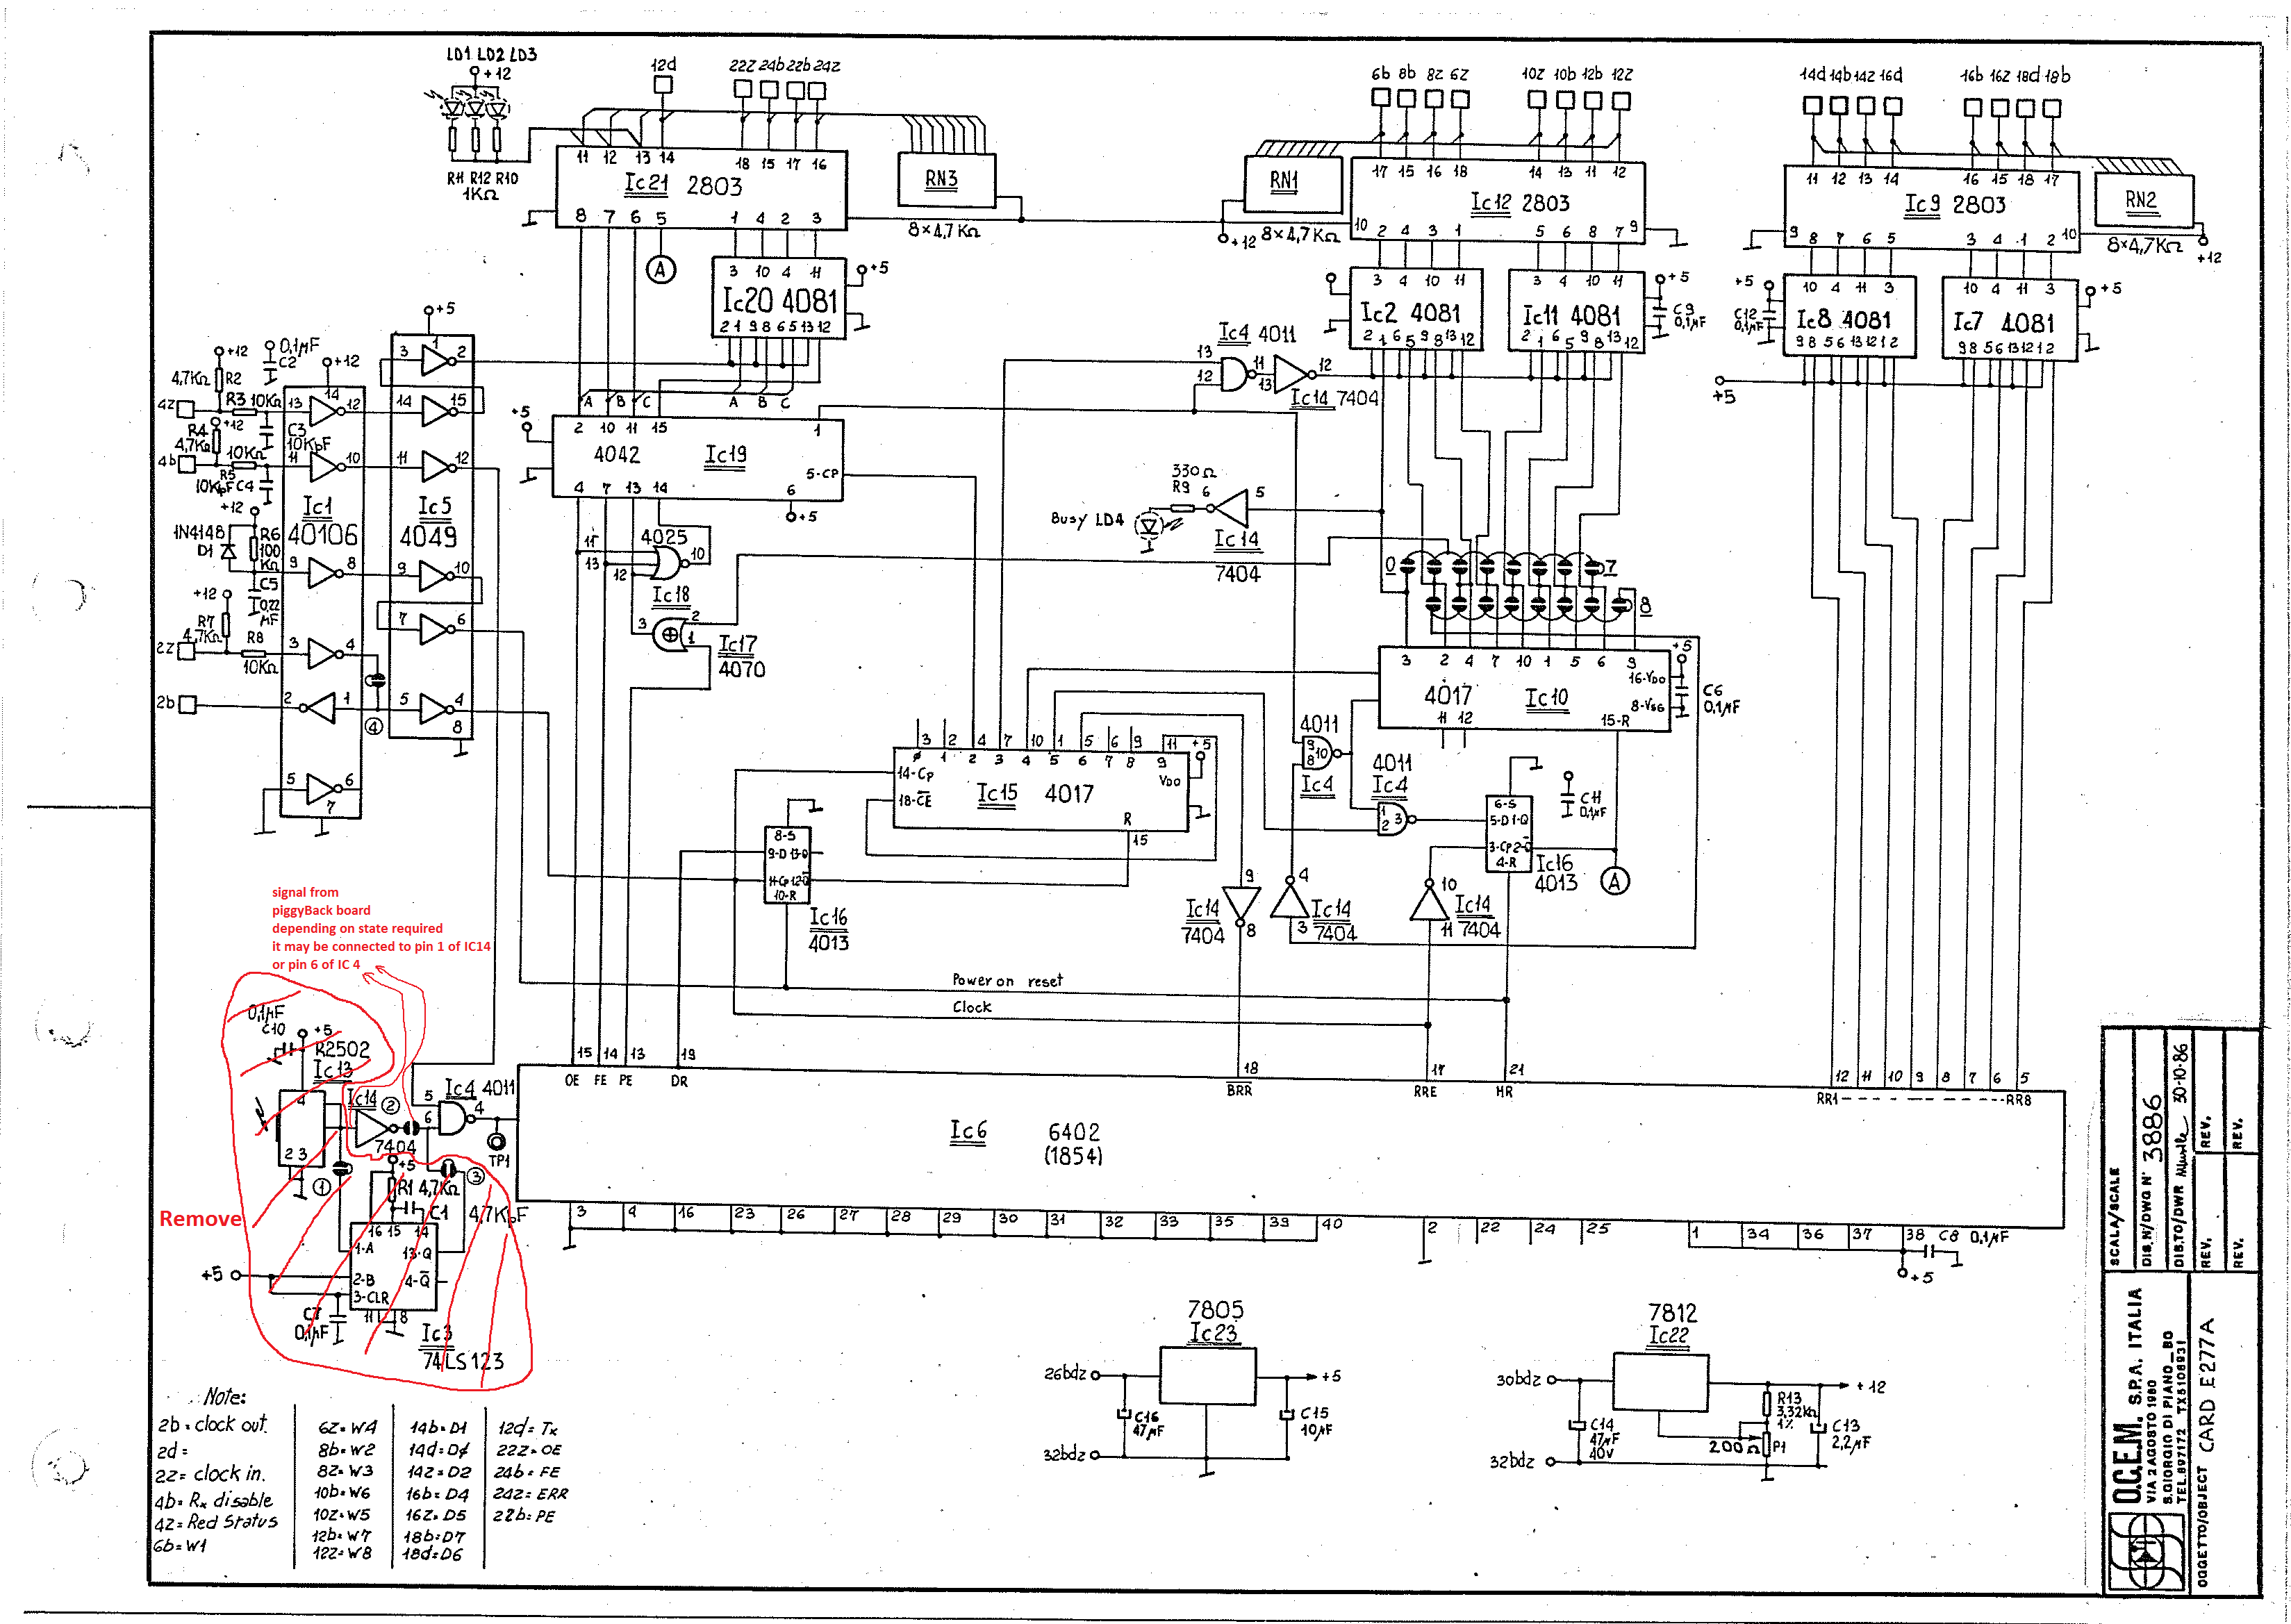 LD1 LD2 LD3
+12
R11 R12 R10
1KΩ
12d
22Z 24b 22b 24Z
11 12 13 14 18 15 17 16
Ic21 2803
8 7 6 5 1 4 2 3
RN3
8×4,7KΩ
A
3 10 4 11
Ic20 4081
2 1 9 8 6 5 13 12
+5
6b 8b 8Z 6Z 10Z 10b 12b 12Z
RN1
+12 8×4,7KΩ
17 15 16 18 14 13 11 12
Ic12 2803
10 2 4 3 1 5 6 8 7 9
3 4 10 11
Ic2 4081
2 1 6 5 9 8 13 12
3 4 10 11
Ic11 4081
2 1 6 5 9 8 13 12
+5
C9
0,1µF
14d 14b 14Z 16d 16b 16Z 18d 18b
11 12 13 14 16 15 18 17
Ic9 2803
9 8 7 6 5 3 4 1 2 10
RN2
8×4,7KΩ
+12
+5
C12
0,1µF
10 4 11 3
Ic8 4081
9 8 5 6 13 12 1 2
10 4 11 3
Ic7 4081
9 8 5 6 13 12 1 2
+5
+5
+12
0,1µF
C2
4,7KΩ R2
4Z
R3 10KΩ
C3
10KpF
R4
4,7KΩ
+12
4b
10KΩ
R5
10KpF C4
+12
1N4148
D1
R6
100
KΩ
C5
0,22
µF
+12
R7
4,7KΩ
2Z
R8
10KΩ
2b
+12
14
13 12
11 10
Ic1
40106
9 8
3 4
2 1
5 6
7
4
+5
1
3 2
14 15
11 12
Ic5
4049
9 10
7 6
5 4
8
A B C A B C
+5
2 10 11 15 1
4042 Ic19
5-CP
4 7 13 14 6
+5
4025
11
13
12
10
Ic18
3 2
1
Ic17
4070
Ic4 4011
13
12
11
13
12
Ic14 7404
330Ω
R9 6 5
Busy LD4
Ic14
7404
0 7
8
3 2 4 7 10 1 5 6 9
4017 Ic10
16-VDD
8-VSS
15-R
11 12
+5
C6
0,1µF
3 2 4 7 10 1 5 6 9 11
ø 1 2 3 4 5 6 7 8 9
14-CP
18-CE
Ic15 4017
VDD
+5
R
15
8-S
9-D 13-Q
11-Cp 12-Q
10-R
Ic16
4013
4011
9
8
10
Ic4
4011
Ic4
1
2
3
6-S
5-D 1-Q
3-CP 2-Q
4-R
Ic16
4013
C11
0,1µF
A
9
Ic14
7404
8
4
Ic14
7404
3
10
Ic14
7404
11
signal from
piggyBack board
depending on state required
it may be connected to pin 1 of IC14
or pin 6 of IC 4
Power on reset
Clock
0,1µF
C10
+5
R2502
Ic13
4
2 3
Ic14 2
7404
1
Ic4 4011
5
6
4
TP1
3
+5
R1 4,7KΩ
C1 4,7KpF
Remove
16 15 14
1-A 13-Q
2-B 4-Q
3-CLR
11 8
+5
C7
0,1µF
Ic3
74LS123
15 14 13 19 18 17 21 12 11 10 9 8 7 6 5
OE FE PE DR BRR RRE HR RR1 - - - - RR8
Ic6 6402
(1854)
3 4 16 23 26 27 28 29 30 31 32 33 35 39 40 2 22 24 25 1 34 36 37 38
C8 0,1µF
+5
7805
Ic23
26bdz
+5
C16
47µF
C15
10µF
32bdz
7812
Ic22
30bdz
+12
C14
47µF
40V
R13
3,32KΩ
1%
200Ω P1
C13
2,2µF
32bdz
Note:
2b = clock out.
2d =
2Z = clock in.
4b = Rx disable
4Z = Red Status
6b = W1
6Z = W4
8b = W2
8Z = W3
10b = W6
10Z = W5
12b = W7
12Z = W8
14b = D1
14d = Dø
14Z = D2
16b = D4
16Z = D5
18b = D7
18d = D6
12d = Tx
22Z = OE
24b = FE
24Z = ERR
22b = PE
SCALA/SCALE
DIS.N/DWG N° 3886
DIS.TO/DWR 30-10-86
REV. REV.
REV. REV.
O.C.E.M. S.P.A. ITALIA
VIA 2 AGOSTO 1980
S.GIORGIO DI PIANO_BO
TEL.897172 TX510893I
OGGETTO/OBJECT CARD E277A